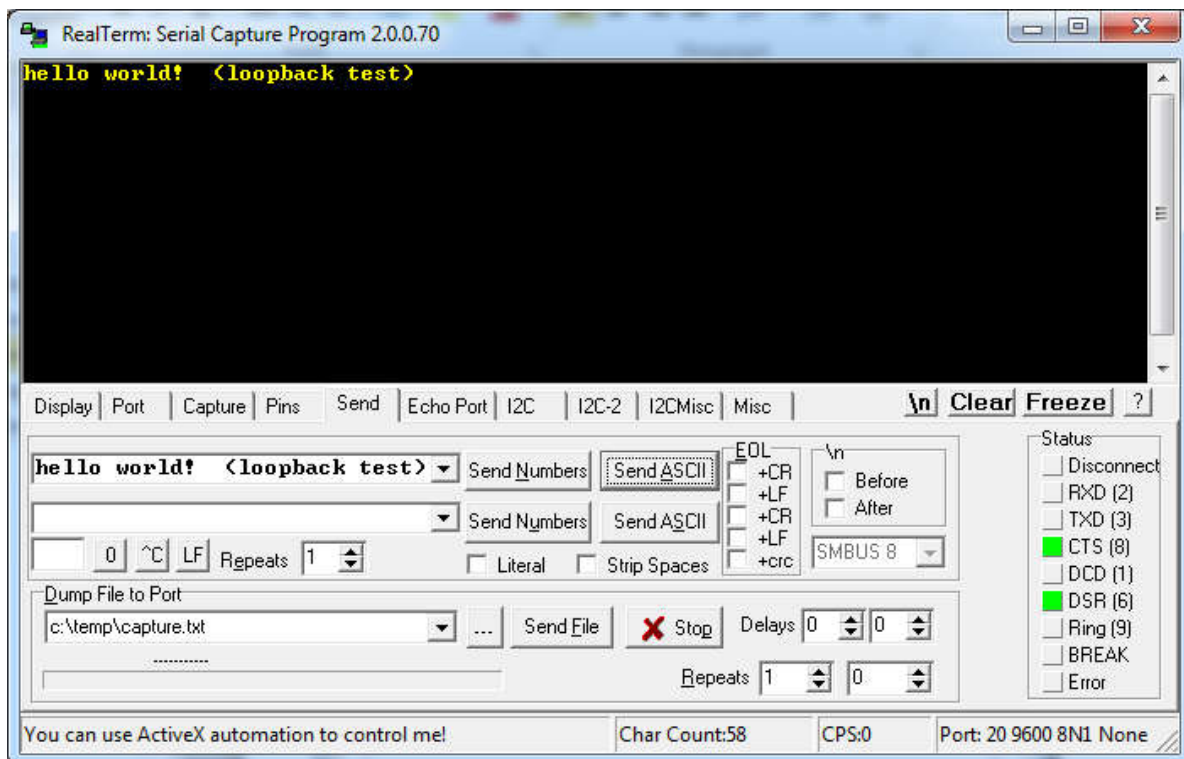 RealTerm: Serial Capture Program 2.0.0.70
hello world!  (loopback test)
Display Port Capture Pins Send Echo Port I2C I2C-2 I2CMisc Misc \n Clear Freeze ?
EOL \n Status
hello world!  (loopback test) Send Numbers Send ASCII +CR Before Disconnect
+LF After RXD (2)
Send Numbers Send ASCII +CR TXD (3)
+LF SMBUS 8 CTS (8)
0 ^C LF Repeats 1 Literal Strip Spaces +crc DCD (1)
Dump File to Port DSR (6)
c:\temp\capture.txt ... Send File Stop Delays 0 0 Ring (9)
----------- BREAK
Repeats 1 0 Error
You can use ActiveX automation to control me! Char Count:58 CPS:0 Port: 20 9600 8N1 None